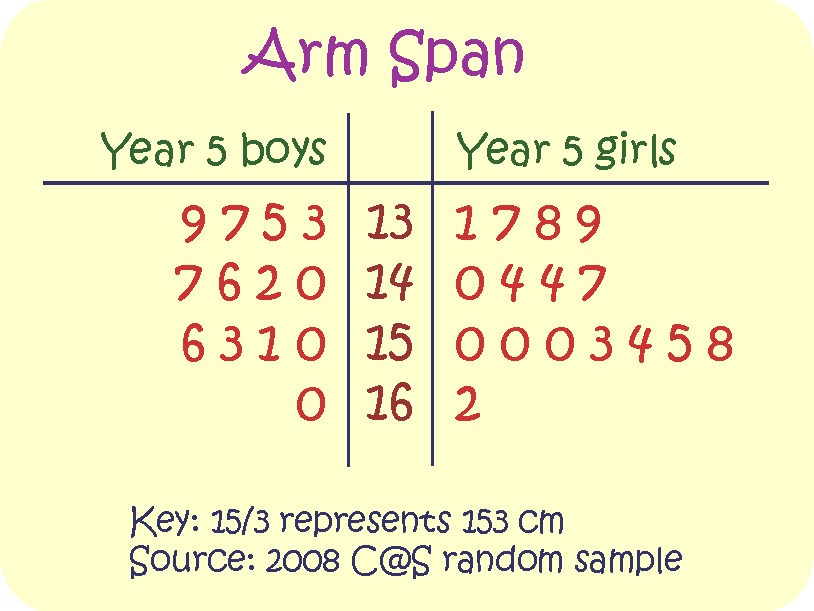 Arm Span
Year 5 boys Year 5 girls
9 7 5 3 13 1 7 8 9
7 6 2 0 14 0 4 4 7
6 3 1 0 15 0 0 0 3 4 5 8
0 16 2
Key: 15/3 represents 153 cm
Source: 2008 C@S random sample